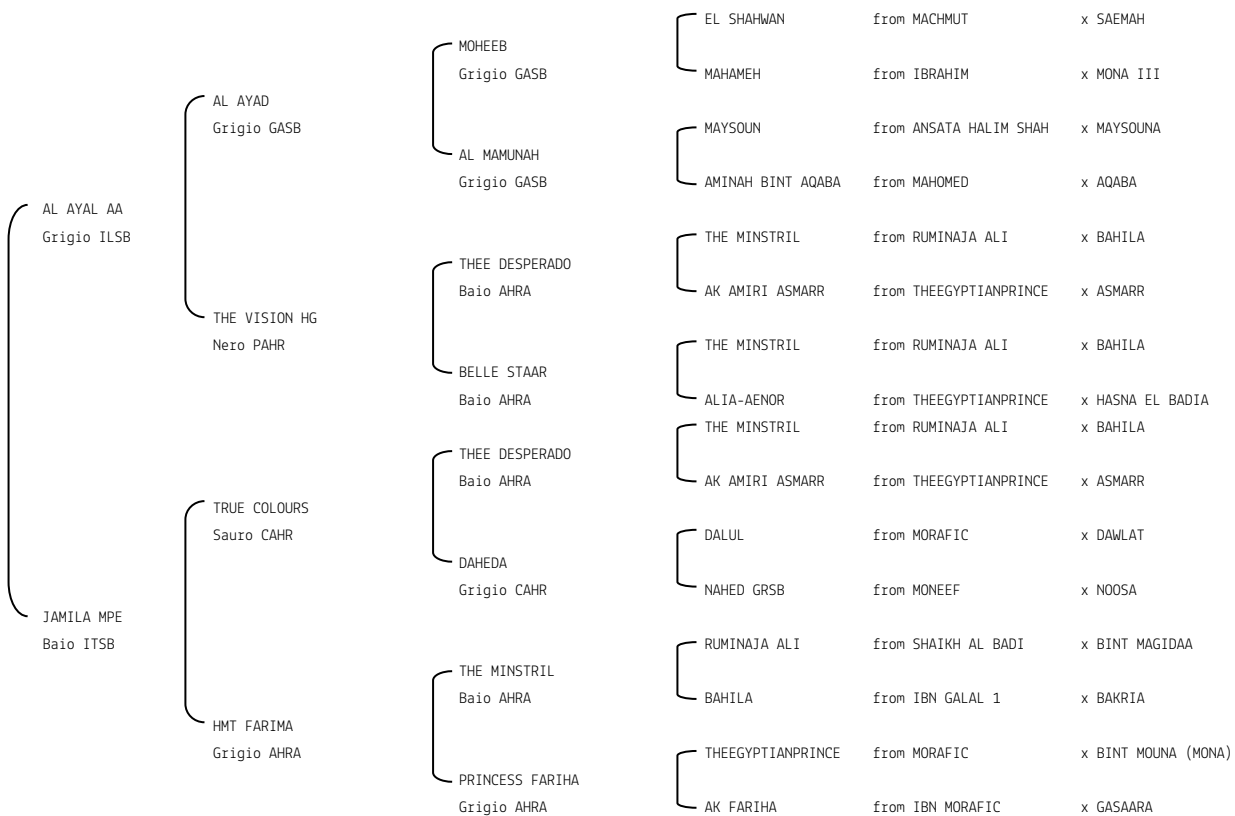 EL SHAHWAN from MACHMUT x SAEMAH
MOHEEB
Grigio GASB
MAHAMEH from IBRAHIM x MONA III
AL AYAD
Grigio GASB
MAYSOUN from ANSATA HALIM SHAH x MAYSOUNA
AL MAMUNAH
Grigio GASB
AMINAH BINT AQABA from MAHOMED x AQABA
AL AYAL AA
Grigio ILSB
THE MINSTRIL from RUMINAJA ALI x BAHILA
THEE DESPERADO
Baio AHRA
AK AMIRI ASMARR from THEEGYPTIANPRINCE x ASMARR
THE VISION HG
Nero PAHR
THE MINSTRIL from RUMINAJA ALI x BAHILA
BELLE STAAR
Baio AHRA
ALIA-AENOR from THEEGYPTIANPRINCE x HASNA EL BADIA
THE MINSTRIL from RUMINAJA ALI x BAHILA
THEE DESPERADO
Baio AHRA
AK AMIRI ASMARR from THEEGYPTIANPRINCE x ASMARR
TRUE COLOURS
Sauro CAHR
DALUL from MORAFIC x DAWLAT
DAHEDA
Grigio CAHR
NAHED GRSB from MONEEF x NOOSA
JAMILA MPE
Baio ITSB
RUMINAJA ALI from SHAIKH AL BADI x BINT MAGIDAA
THE MINSTRIL
Baio AHRA
BAHILA from IBN GALAL 1 x BAKRIA
HMT FARIMA
Grigio AHRA
THEEGYPTIANPRINCE from MORAFIC x BINT MOUNA (MONA)
PRINCESS FARIHA
Grigio AHRA
AK FARIHA from IBN MORAFIC x GASAARA